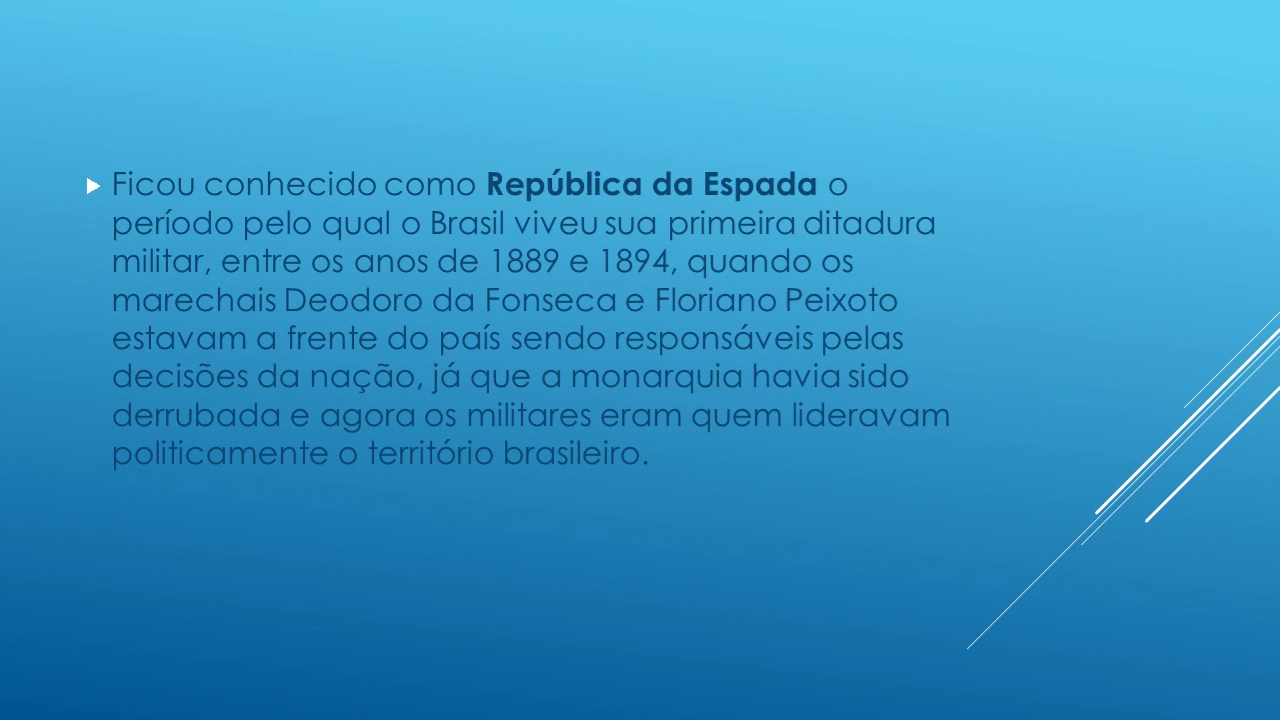 Ficou conhecido como República da Espada o
período pelo qual o Brasil viveu sua primeira ditadura
militar, entre os anos de 1889 e 1894, quando os
marechais Deodoro da Fonseca e Floriano Peixoto
estavam a frente do país sendo responsáveis pelas
decisões da nação, já que a monarquia havia sido
derrubada e agora os militares eram quem lideravam
politicamente o território brasileiro.